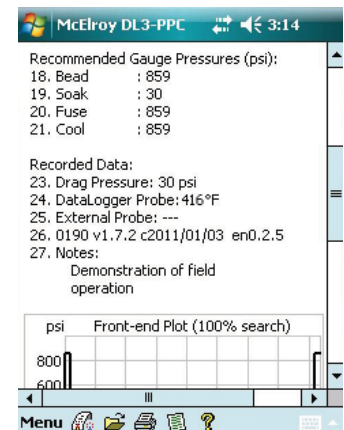 McElroy DL3-PPC 3:14
Recommended Gauge Pressures (psi):
18. Bead : 859
19. Soak : 30
20. Fuse : 859
21. Cool : 859
Recorded Data:
23. Drag Pressure: 30 psi
24. DataLogger Probe: 416°F
25. External Probe: ---
26. 0190 v1.7.2 c2011/01/03 en0.2.5
27. Notes:
Demonstration of field
operation
psi Front-end Plot (100% search)
800
600
Menu